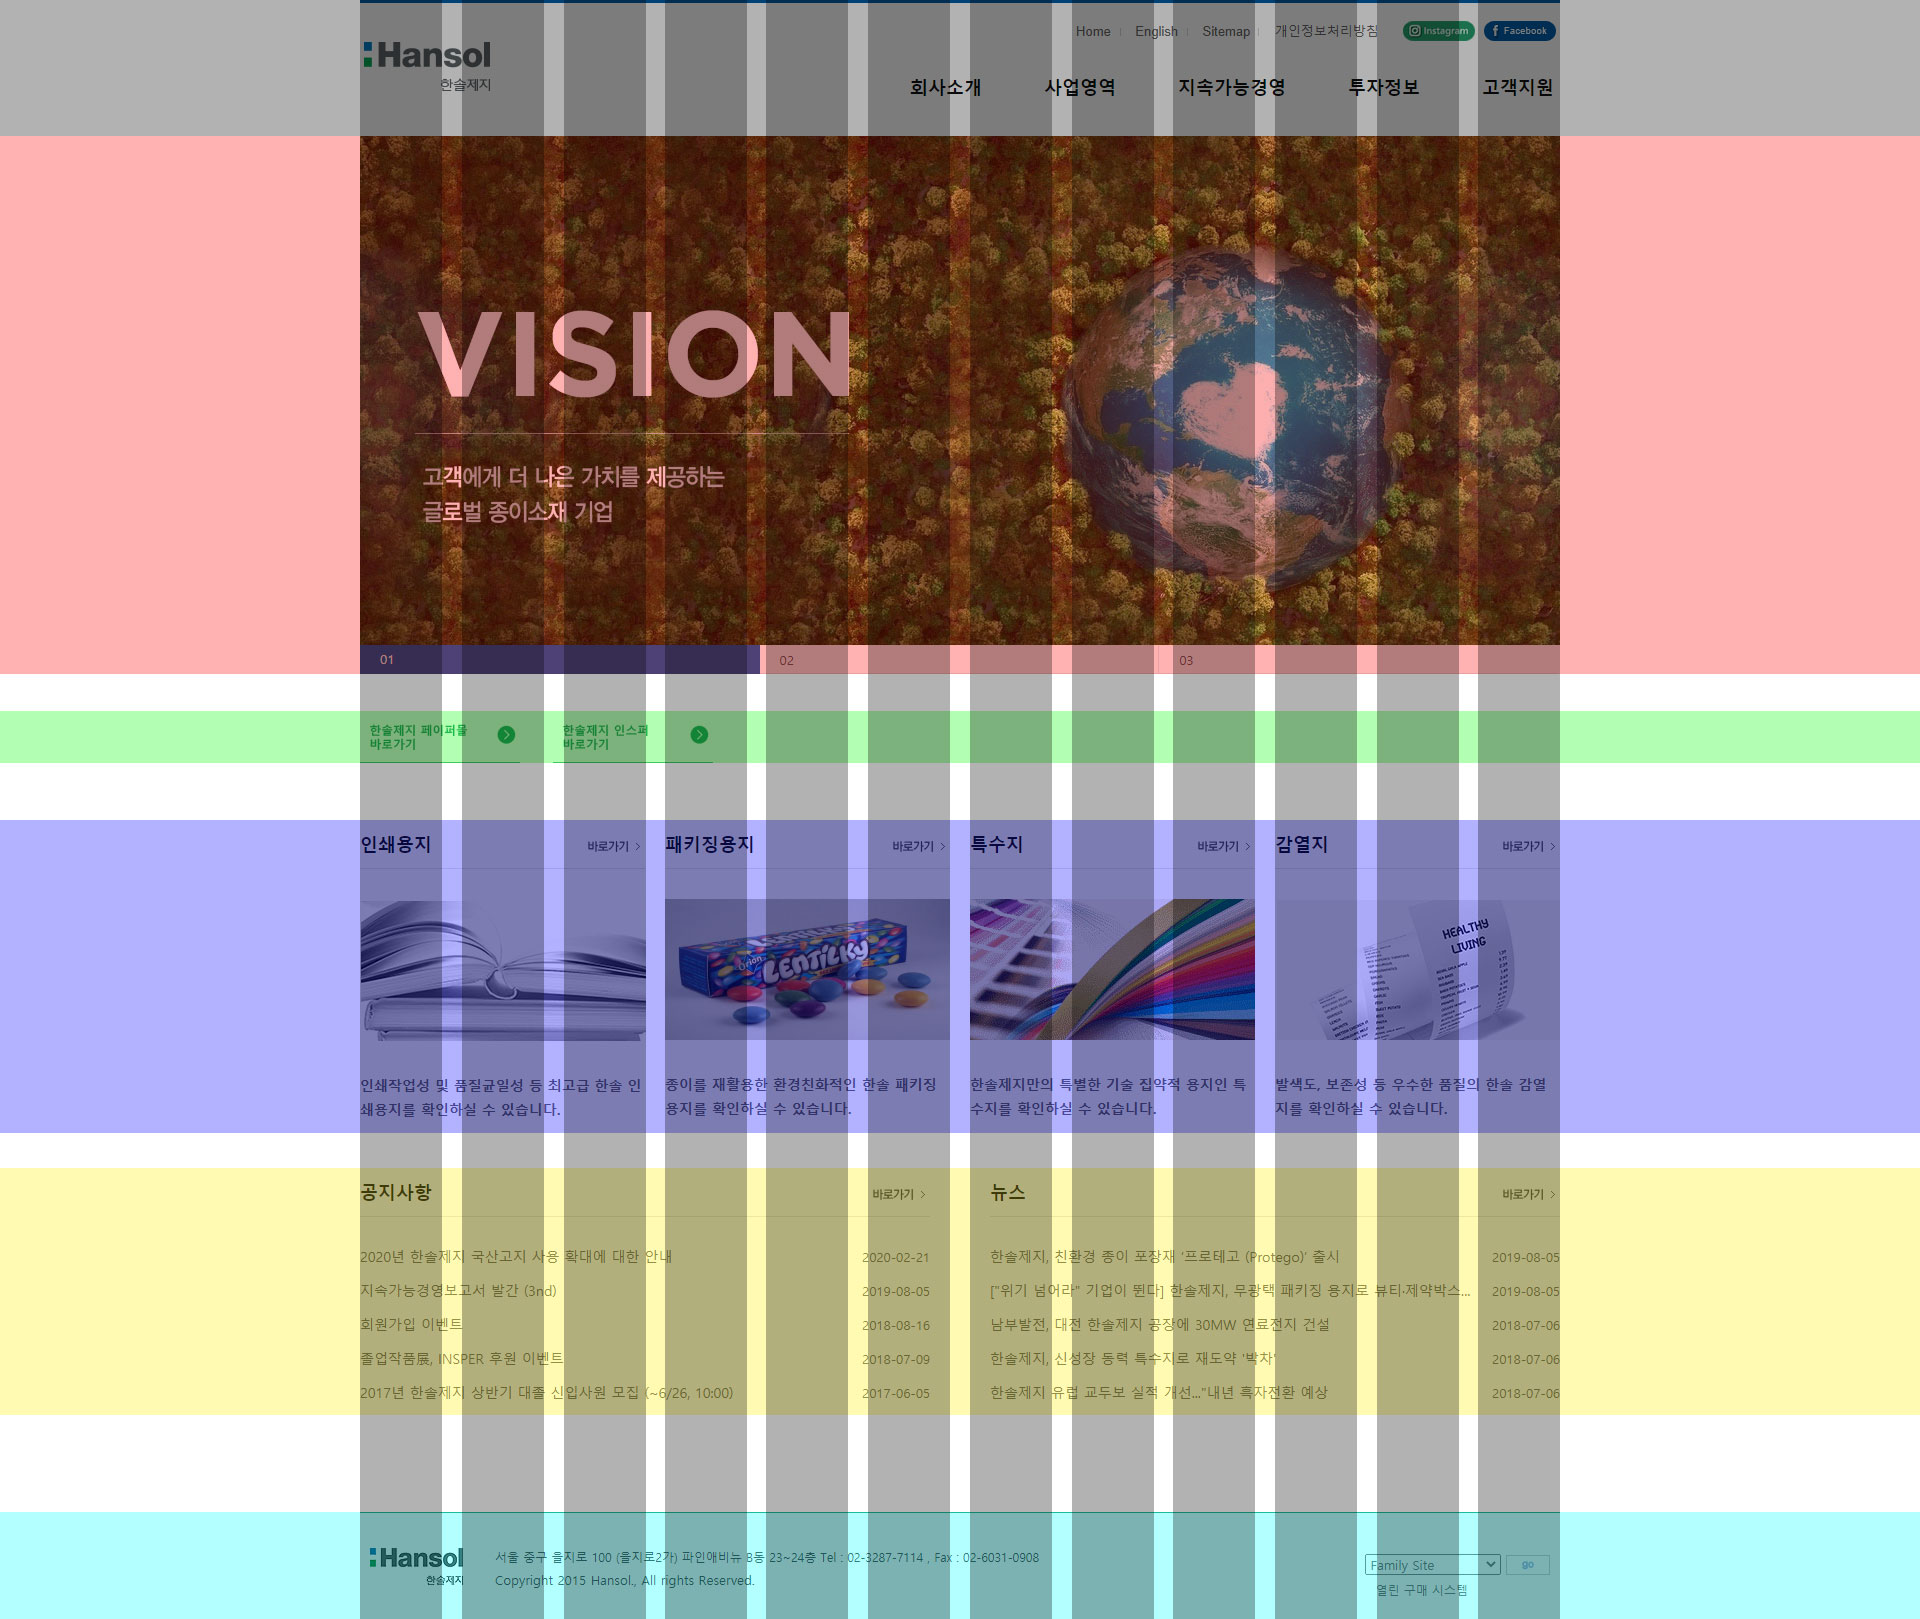 Home
English
Sitemap
개인정보처리방침
Instagram
Facebook
Hansol
한솔제지
회사소개
사업영역
지속가능경영
투자정보
고객지원
VISION
고객에게 더 나은 가치를 제공하는
글로벌 종이소재 기업
01
02
03
한솔제지 페이퍼몰
바로가기
한솔제지 인스퍼
바로가기
인쇄용지
바로가기
패키징용지
바로가기
특수지
바로가기
감열지
바로가기
LENTILKY
HEALTHY
LIVING
인쇄작업성 및 품질균일성 등 최고급 한솔 인
쇄용지를 확인하실 수 있습니다.
종이를 재활용한 환경친화적인 한솔 패키징
용지를 확인하실 수 있습니다.
한솔제지만의 특별한 기술 집약적 용지인 특
수지를 확인하실 수 있습니다.
발색도, 보존성 등 우수한 품질의 한솔 감열
지를 확인하실 수 있습니다.
공지사항
바로가기
2020년 한솔제지 국산고지 사용 확대에 대한 안내 2020-02-21
지속가능경영보고서 발간 (3nd) 2019-08-05
회원가입 이벤트 2018-08-16
졸업작품展, INSPER 후원 이벤트 2018-07-09
2017년 한솔제지 상반기 대졸 신입사원 모집 (~6/26, 10:00) 2017-06-05
뉴스
바로가기
한솔제지, 친환경 종이 포장재 ‘프로테고 (Protego)’ 출시 2019-08-05
["위기 넘어라" 기업이 뛴다] 한솔제지, 무광택 패키징 용지로 뷰티·제약박스... 2019-08-05
남부발전, 대전 한솔제지 공장에 30MW 연료전지 건설 2018-07-06
한솔제지, 신성장 동력 특수지로 재도약 '박차' 2018-07-06
한솔제지 유럽 교두보 실적 개선..."내년 흑자전환 예상 2018-07-06
Hansol
한솔제지
서울 중구 을지로 100 (을지로2가) 파인애비뉴 B동 23~24층 Tel : 02-3287-7114 , Fax : 02-6031-0908
Copyright 2015 Hansol., All rights Reserved.
Family Site
go
열린 구매 시스템